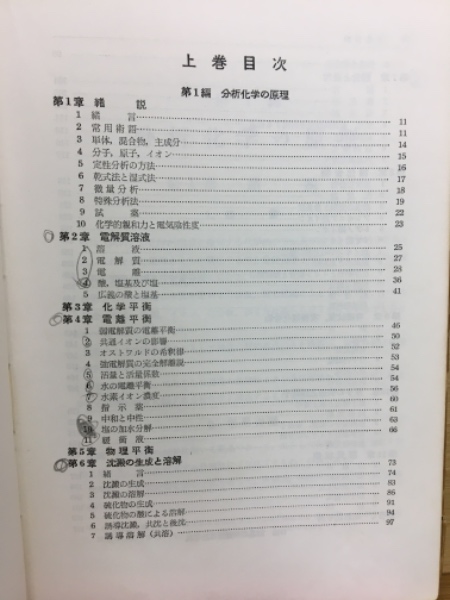 上巻目次
第1編 分析化学の原理
第1章 総説
1 緒言 11
2 常用術語 11
3 単体,混合物,主成分 14
4 分子,原子,イオン 15
5 定性分析の方法 16
6 乾式法と湿式法 17
7 微量分析 18
8 特殊分析法 19
9 試薬 22
10 化学的親和力と電気陰性度 23
第2章 電解質溶液
1 溶液 25
2 電解質 27
3 電離 28
4 酸,塩基及び塩 36
5 広義の酸と塩基 41
第3章 化学平衡
第4章 電離平衡
1 弱電解質の電離平衡 46
2 共通イオンの影響 50
3 オストワルドの希釈律 52
4 強電解質の完全解離説 53
5 活量と活量係数 54
6 水の電離平衡 54
7 水素イオン濃度 57
8 指示薬 60
9 中和と中性 61
10 塩の加水分解 63
11 緩衝液 66
第5章 物理平衡
第6章 沈澱の生成と溶解
1 緒言 73
2 沈澱の生成 74
3 沈澱の溶解 83
4 硫化物の生成 86
5 硫化物の酸による溶解 91
6 誘導沈澱,共沈と後沈 94
7 誘導溶解(共溶) 97